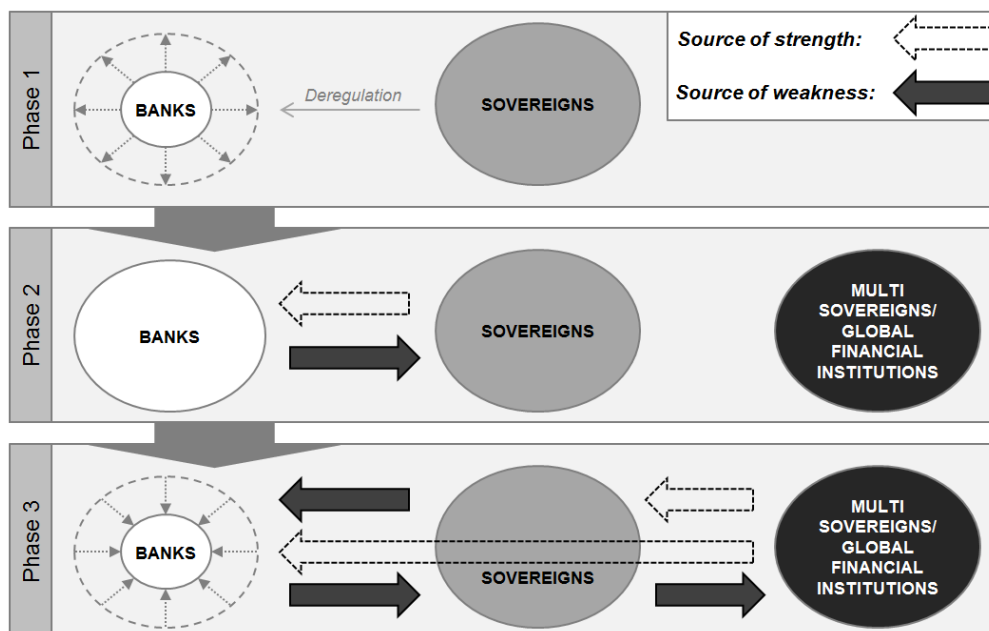 Phase 1
BANKS
Deregulation
SOVEREIGNS
Source of strength:
Source of weakness:
Phase 2
BANKS
SOVEREIGNS
MULTI
SOVEREIGNS/
GLOBAL
FINANCIAL
INSTITUTIONS
Phase 3
BANKS
SOVEREIGNS
MULTI
SOVEREIGNS/
GLOBAL
FINANCIAL
INSTITUTIONS